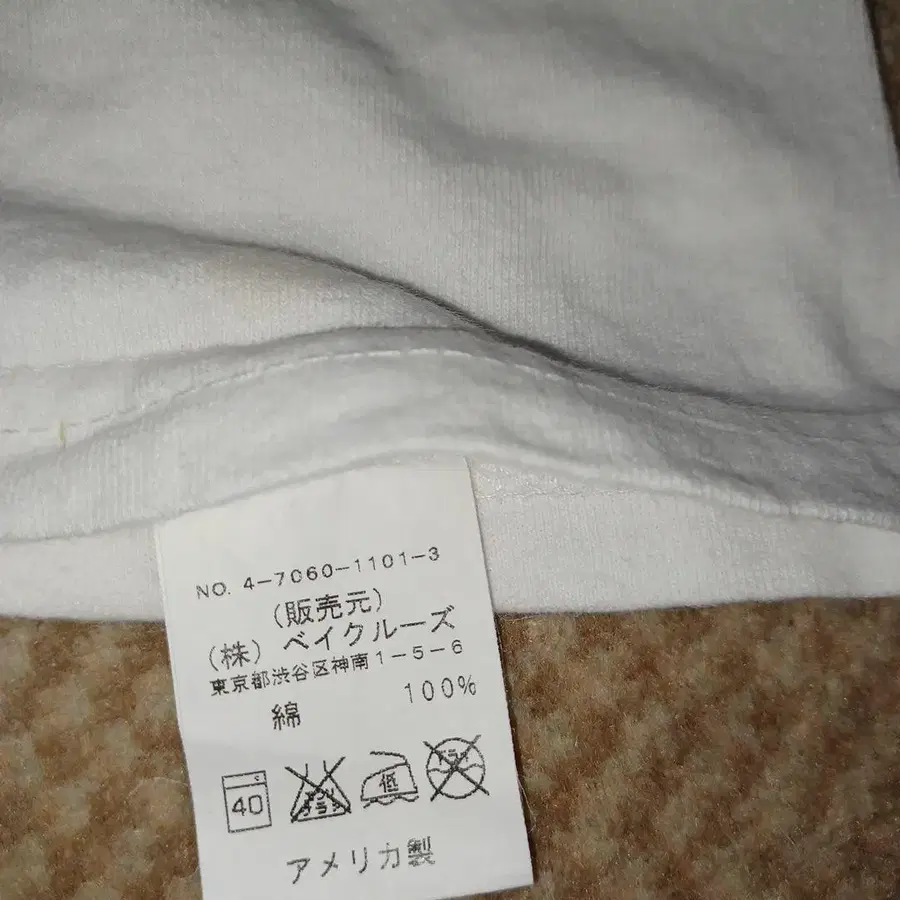 NO. 4-7060-1101-3
(販売元)
(株) ベイクルーズ
東京都渋谷区神南1-5-6
綿 100%
40 低
アメリカ製